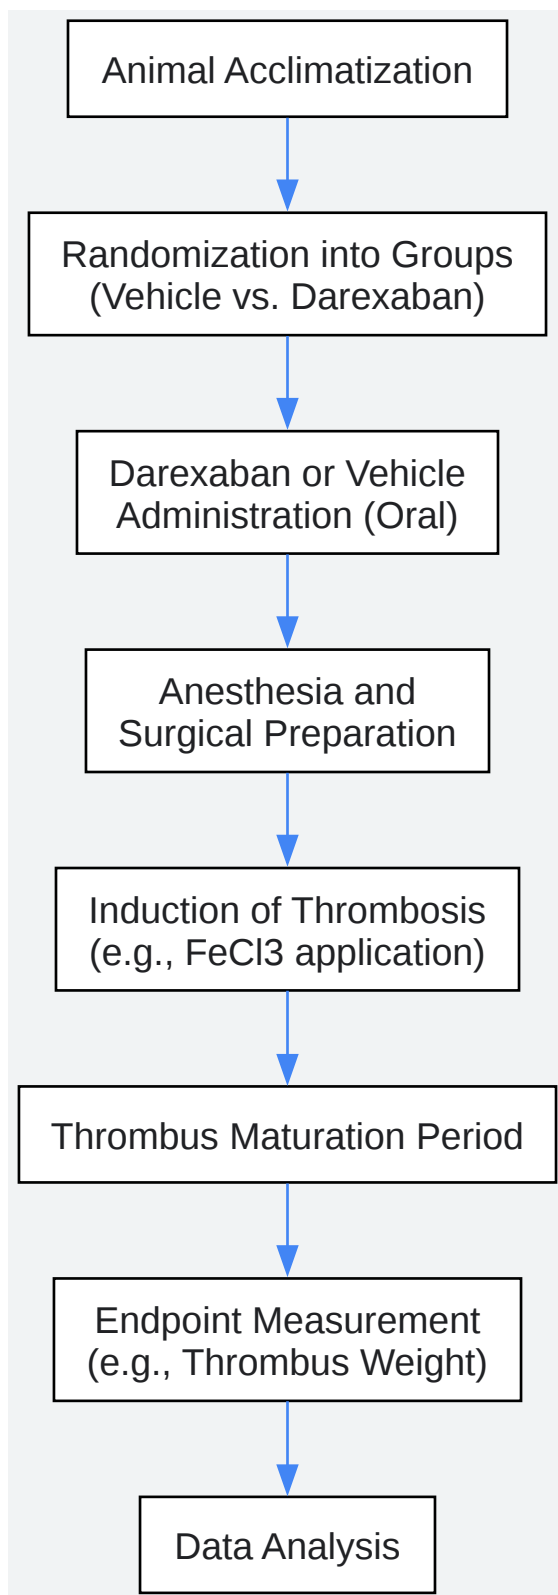 Animal Acclimatization
Randomization into Groups
(Vehicle vs. Darexaban)
Darexaban or Vehicle
Administration (Oral)
Anesthesia and
Surgical Preparation
Induction of Thrombosis
(e.g., FeCl3 application)
Thrombus Maturation Period
Endpoint Measurement
(e.g., Thrombus Weight)
Data Analysis